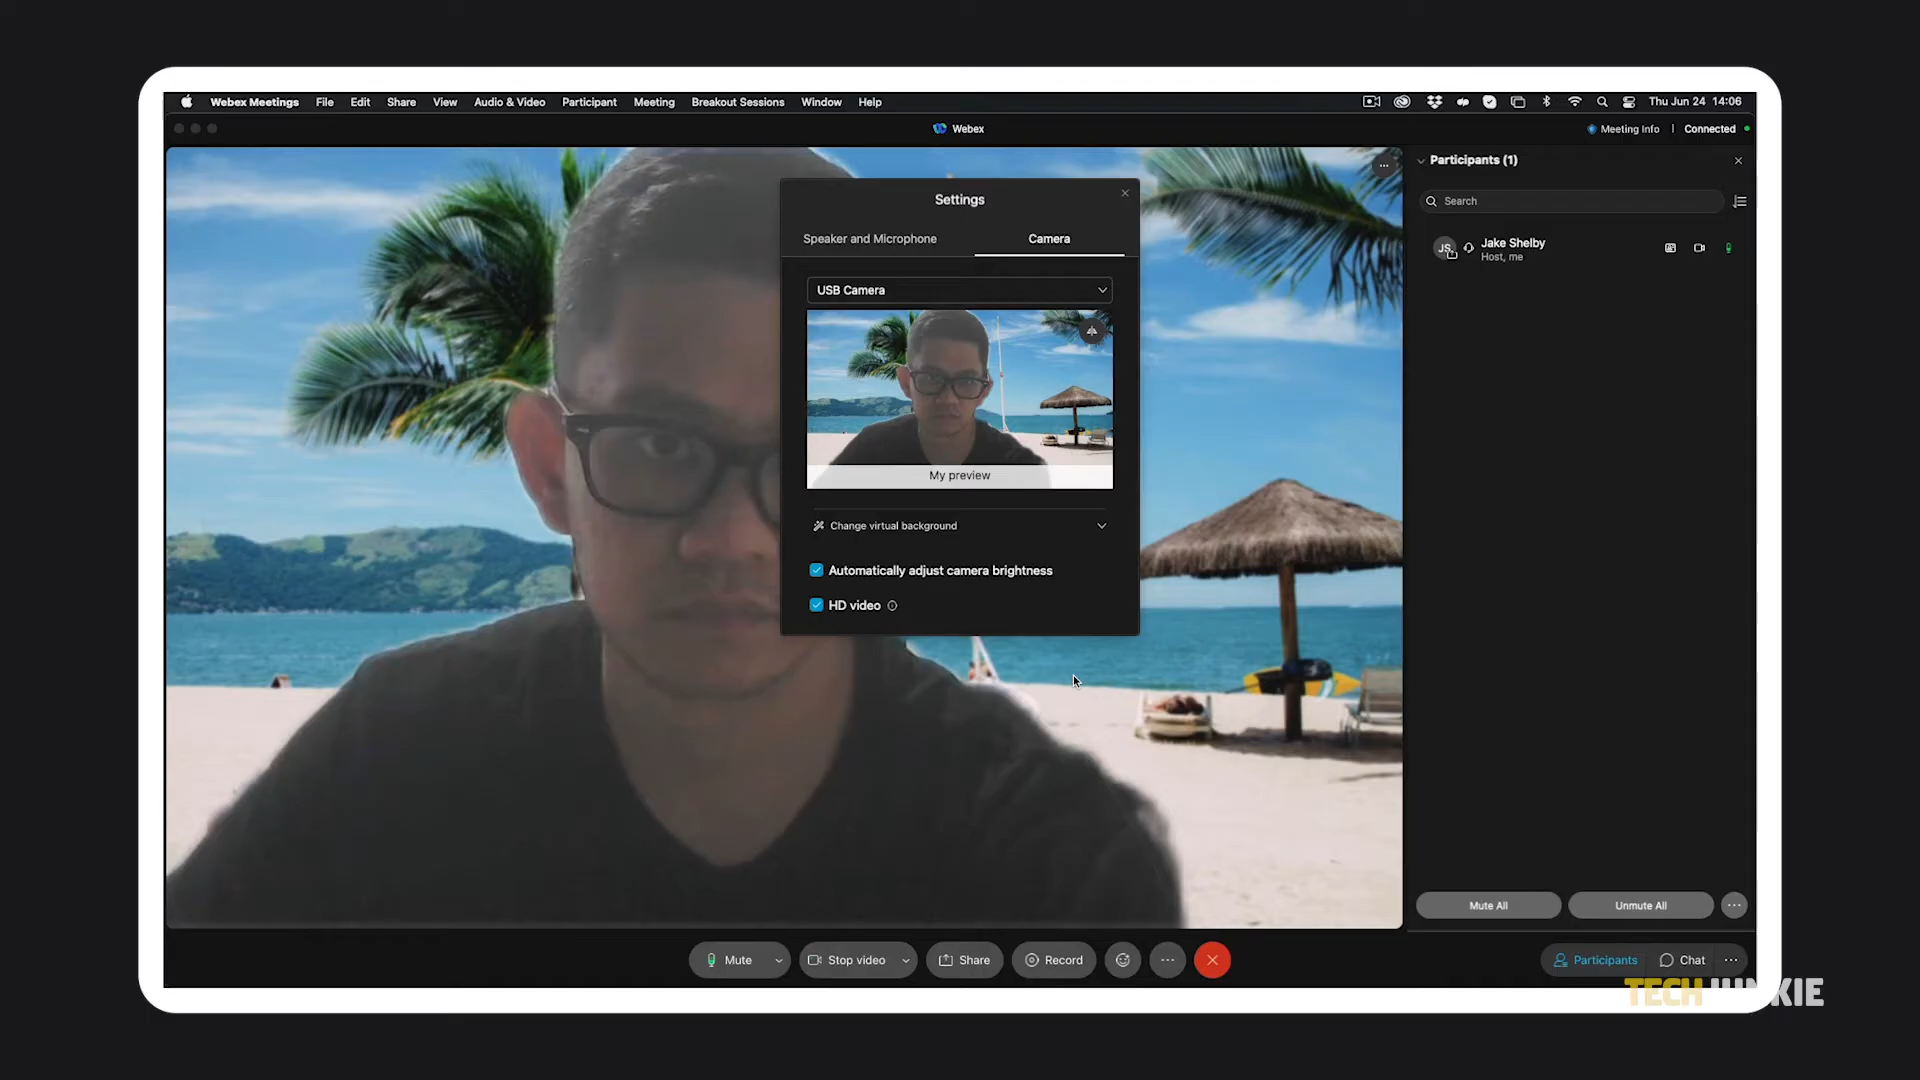 Webex Meetings File Edit Share View Audio & Video Participant Meeting Breakout Sessions Window Help Thu Jun 24 14:06
Webex
Meeting Info | Connected
Participants (1)
Search
JS Jake Shelby
Host, me
Settings
Speaker and Microphone Camera
USB Camera
My preview
Change virtual background
Automatically adjust camera brightness
HD video
Mute All Unmute All
Mute Stop video Share Record Participants Chat
TECHJUNKIE